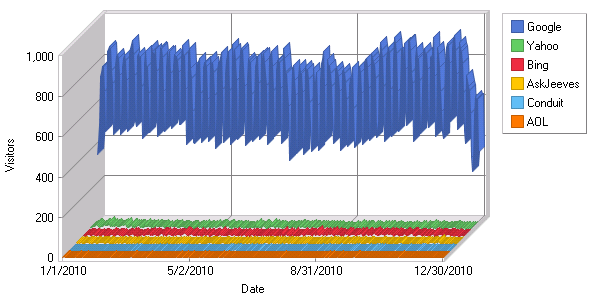 Google
Yahoo
Bing
AskJeeves
Conduit
AOL
1,000
800
600
400
200
0
Visitors
1/1/2010
5/2/2010
8/31/2010
12/30/2010
Date